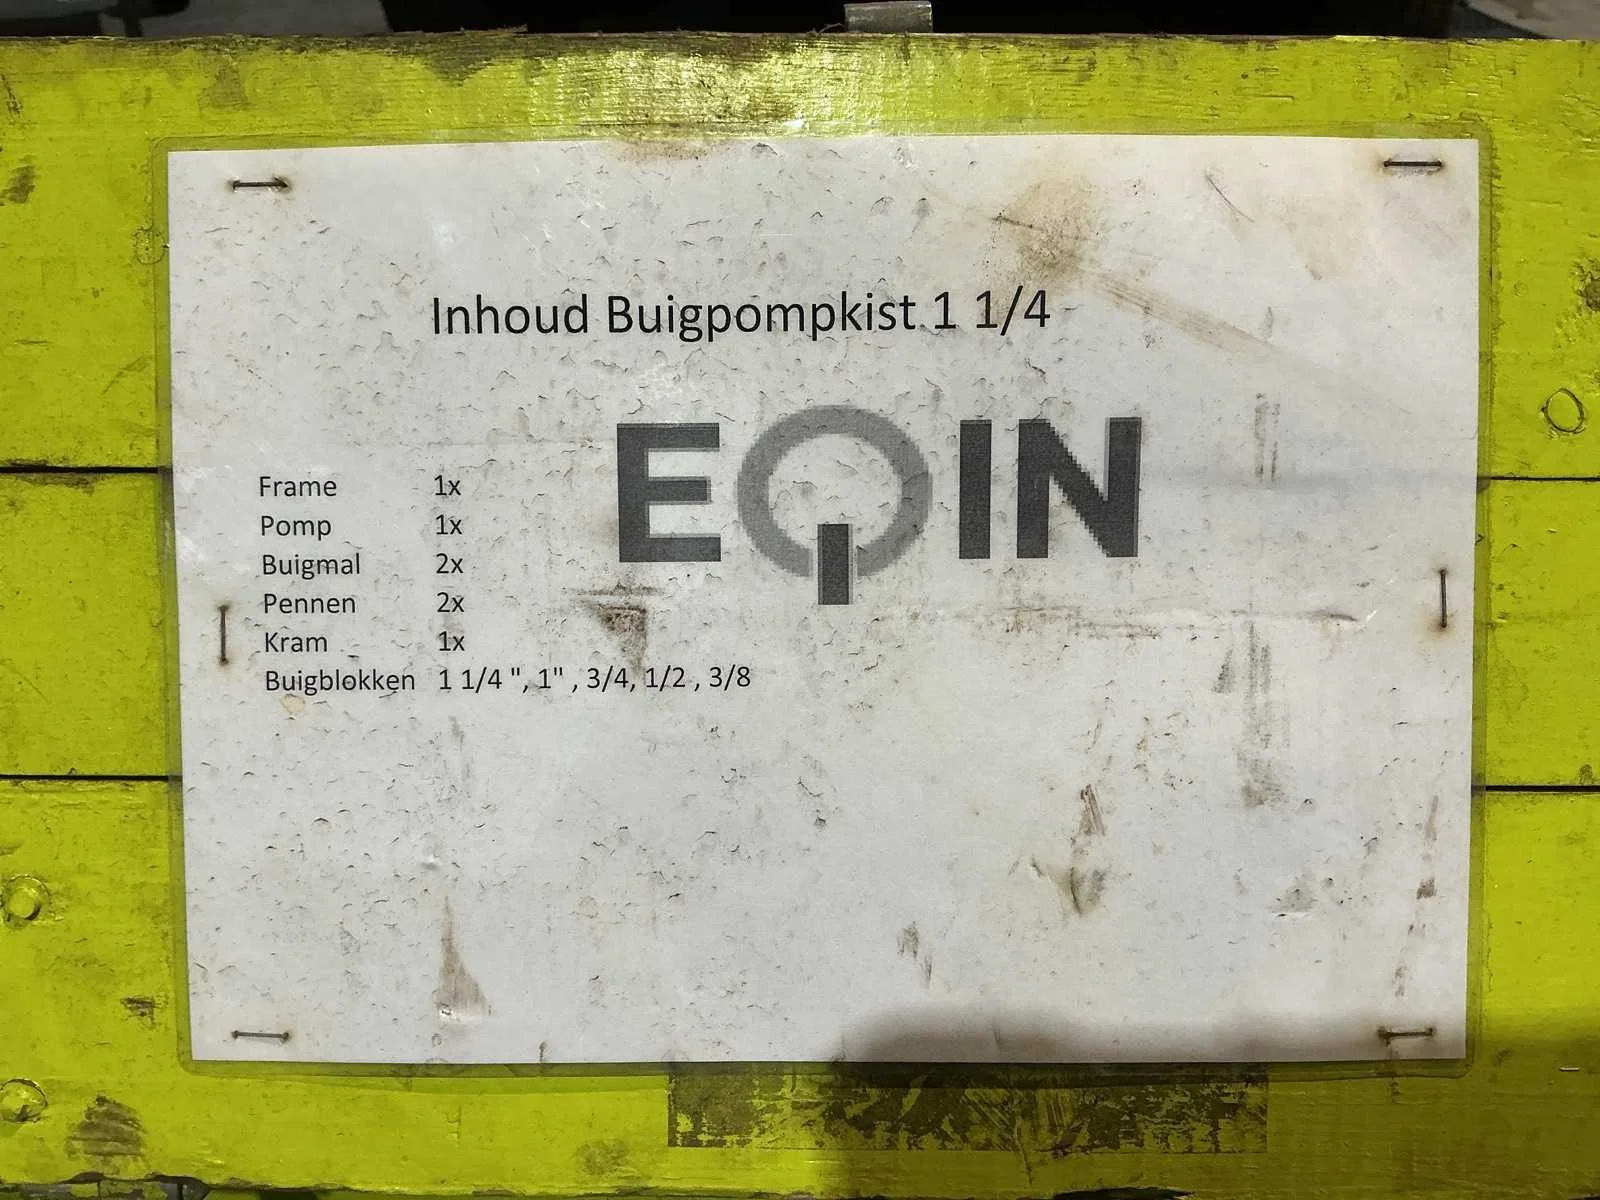 Inhoud Buigpompkist 1 1/4
EQIN
Frame 1x
Pomp 1x
Buigmal 2x
Pennen 2x
Kram 1x
Buigblokken 1 1/4 ", 1" , 3/4, 1/2 , 3/8